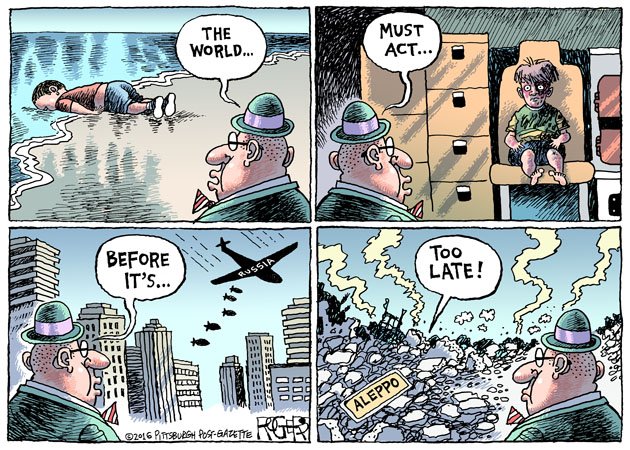 THE
WORLD...
MUST
ACT...
BEFORE
IT'S...
RUSSIA
©2016 PITTSBURGH POST-GAZETTE
ROGERS
TOO
LATE!
ALEPPO